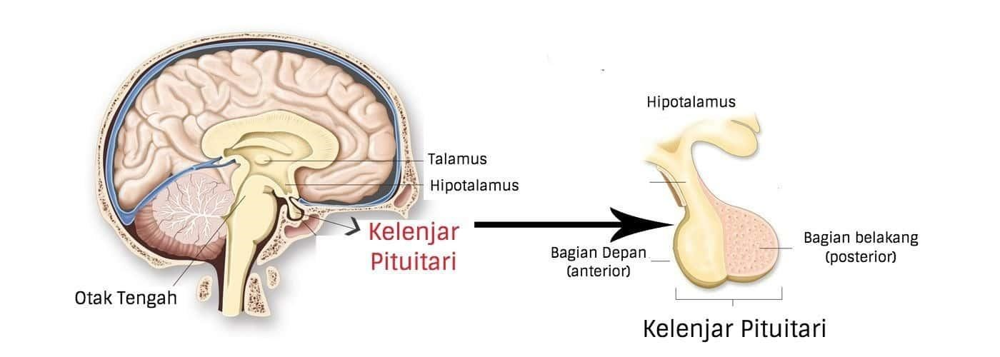 Talamus
Hipotalamus
Kelenjar
Pituitari
Otak Tengah
Hipotalamus
Bagian Depan
(anterior)
Bagian belakang
(posterior)
Kelenjar Pituitari